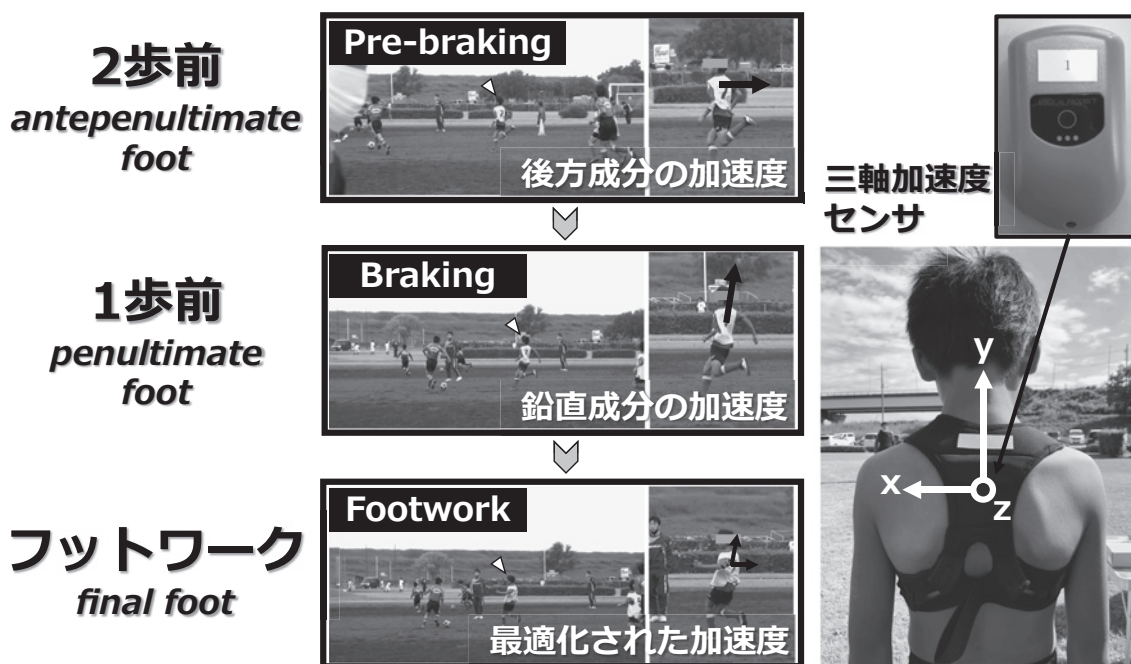 2歩前
antepenultimate
foot
Pre-braking
後方成分の加速度
1歩前
penultimate
foot
Braking
鉛直成分の加速度
フットワーク
final foot
Footwork
最適化された加速度
三軸加速度
センサ
1
y
x
z